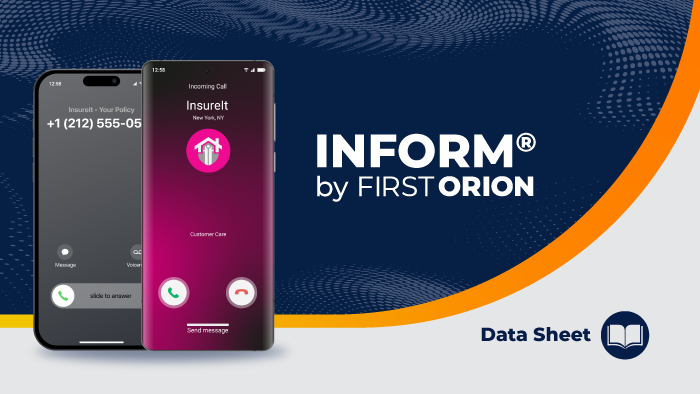 12:58
InsureIt • Your Policy
+1 (212) 555-05
Message
slide to answer
12:58
Incoming Call
InsureIt
New York, NY
Customer Care
Send message
INFORM®
by FIRST ORION
Data Sheet